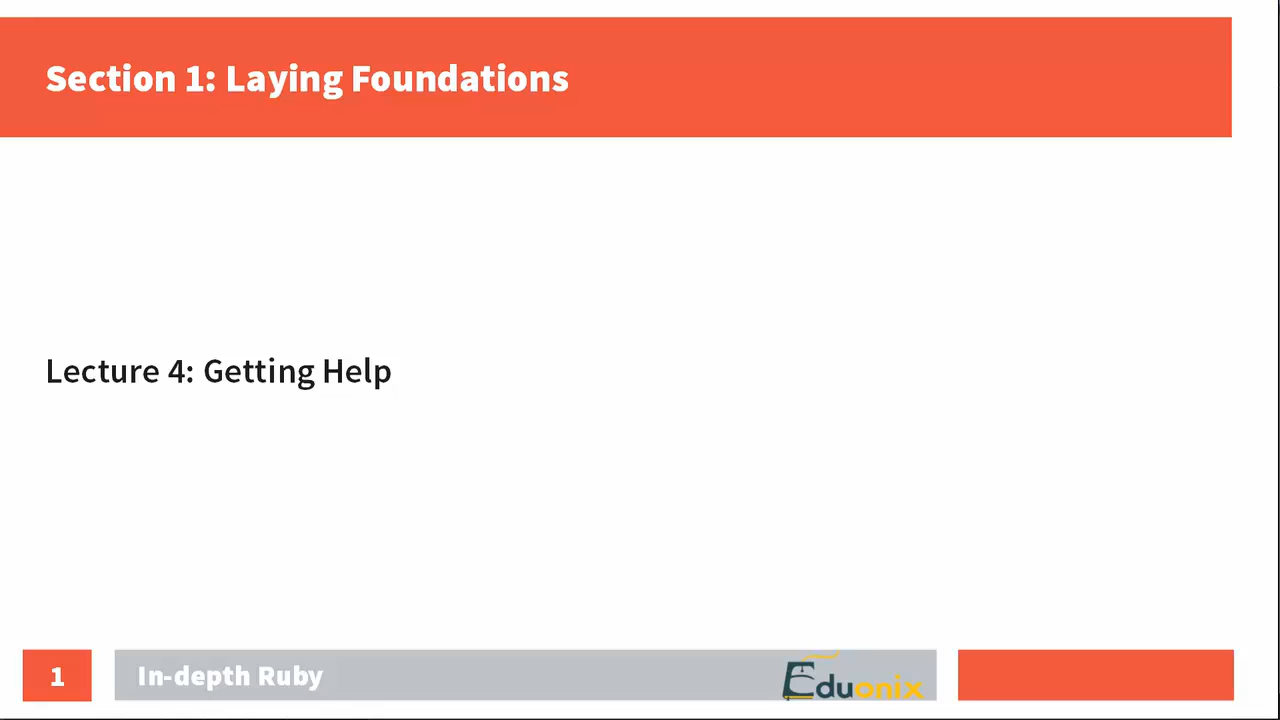 Section 1: Laying Foundations
Lecture 4: Getting Help
1
In-depth Ruby
Eduonix